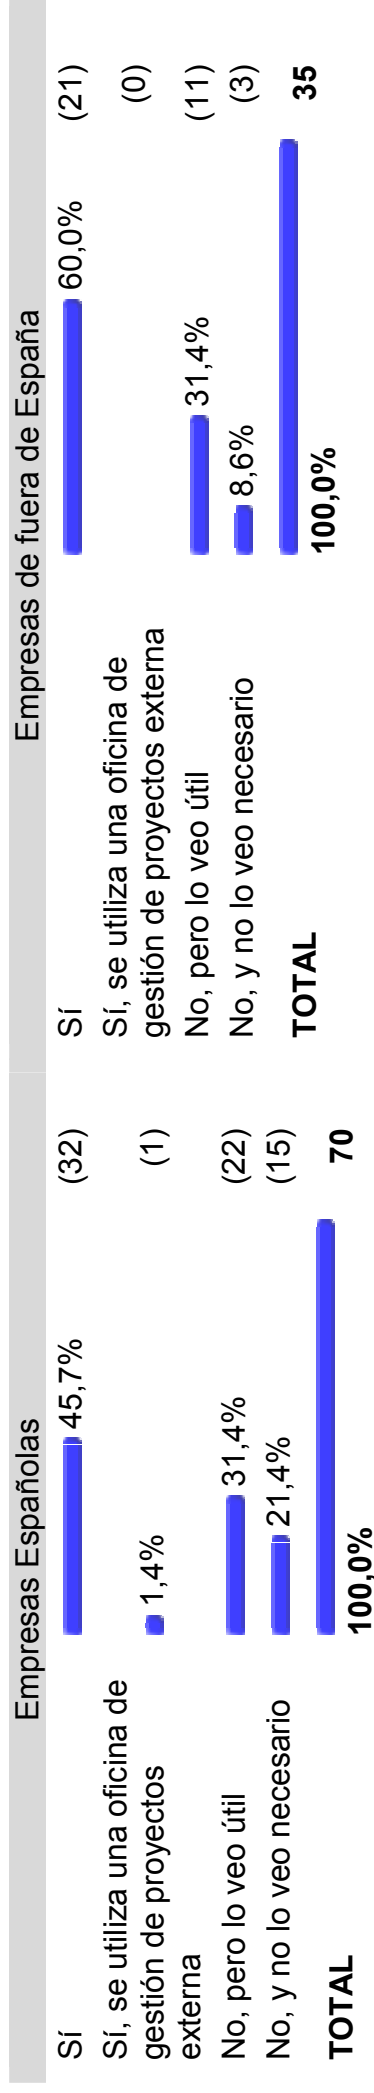 Empresas Españolas
Sí 45,7% (32)
Sí, se utiliza una oficina de
gestión de proyectos 1,4% (1)
externa
No, pero lo veo útil 31,4% (22)
No, y no lo veo necesario 21,4% (15)
TOTAL 70
100,0%
Empresas de fuera de España
Sí 60,0% (21)
Sí, se utiliza una oficina de (0)
gestión de proyectos externa
No, pero lo veo útil 31,4% (11)
No, y no lo veo necesario 8,6% (3)
TOTAL 35
100,0%